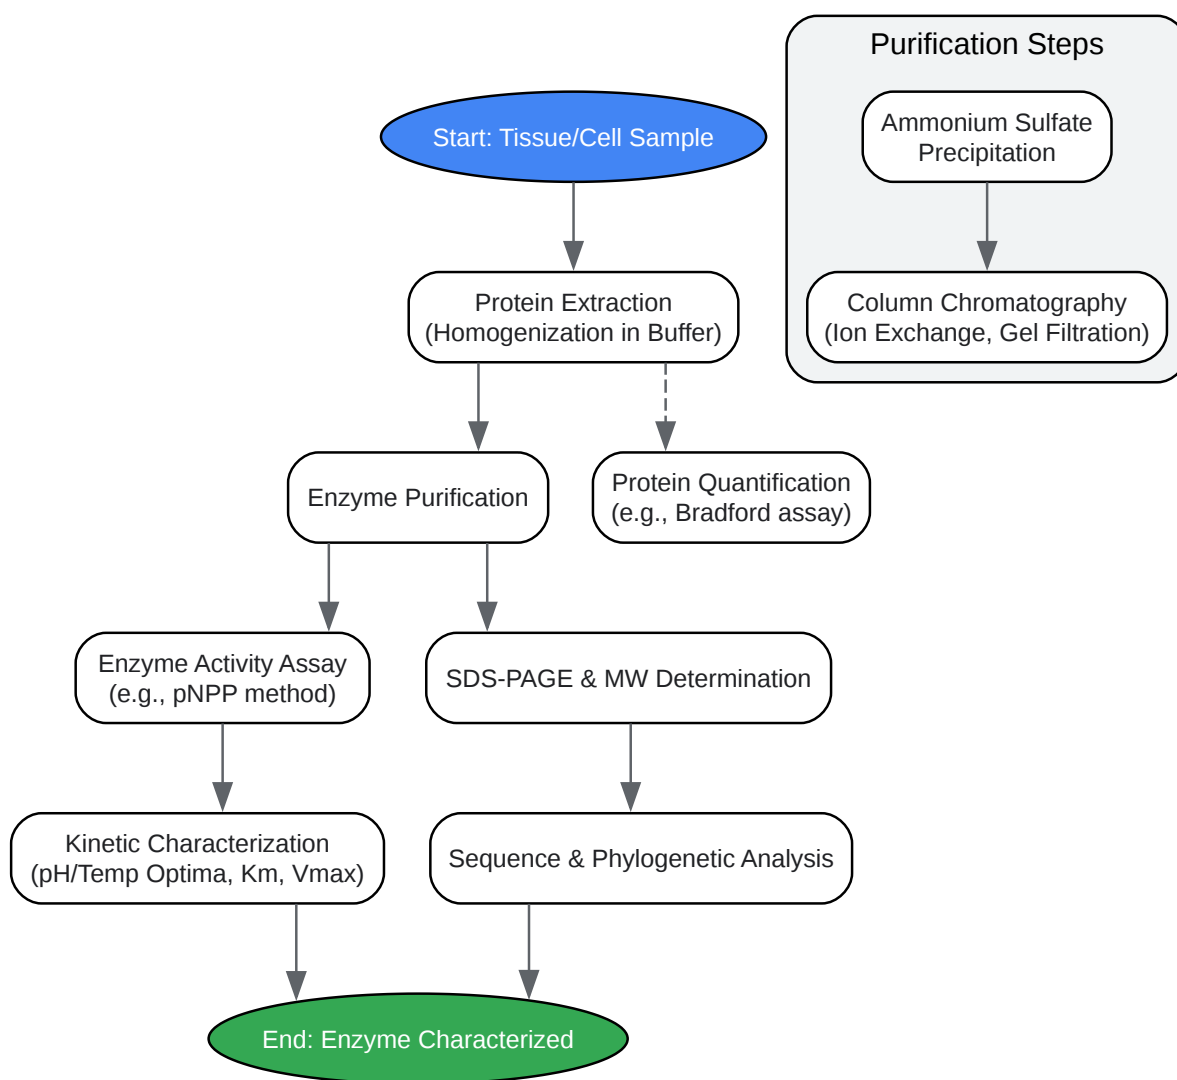 Purification Steps
Start: Tissue/Cell Sample
Ammonium Sulfate
Precipitation
Protein Extraction
(Homogenization in Buffer)
Column Chromatography
(Ion Exchange, Gel Filtration)
Enzyme Purification
Protein Quantification
(e.g., Bradford assay)
Enzyme Activity Assay
(e.g., pNPP method)
SDS-PAGE & MW Determination
Kinetic Characterization
(pH/Temp Optima, Km, Vmax)
Sequence & Phylogenetic Analysis
End: Enzyme Characterized